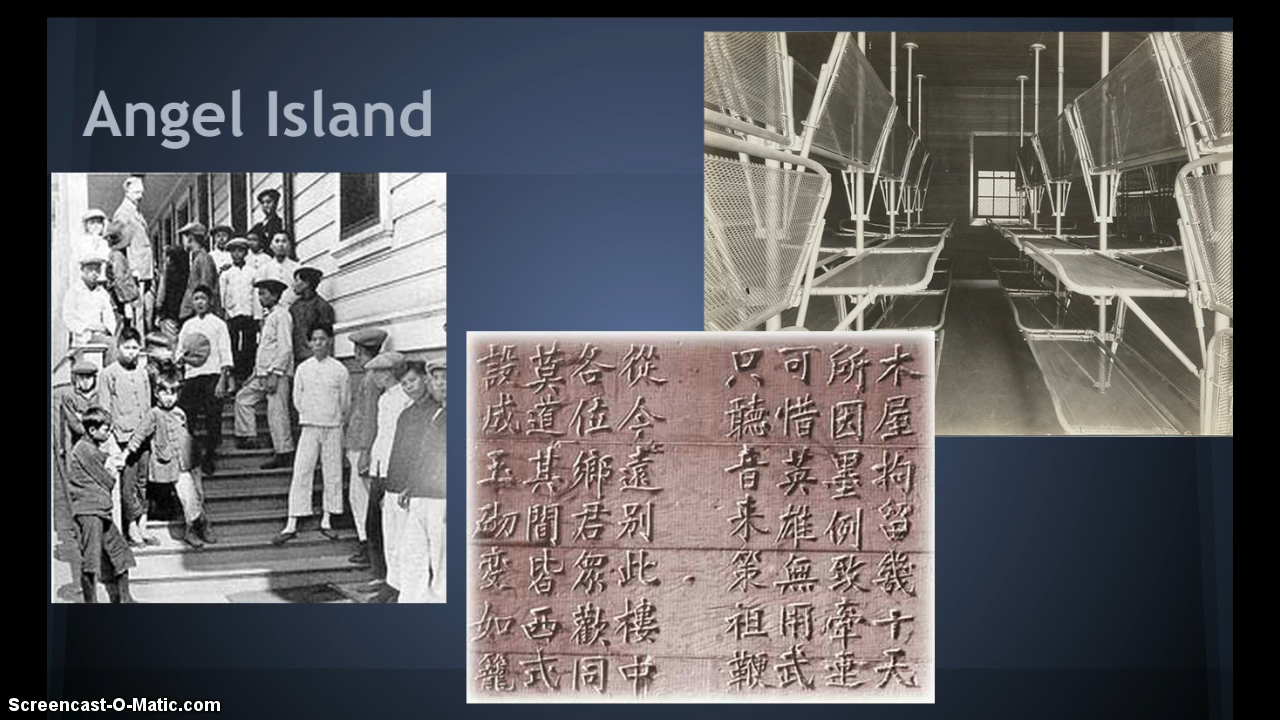 Angel Island
木屋拘留幾十天
所因墨例致牽連
可惜英雄無用武
只聽音來策祖鞭
從今遠別此樓中
各位鄉君眾歡同
莫道其間皆西式
設成玉砌變如籠
Screencast-O-Matic.com